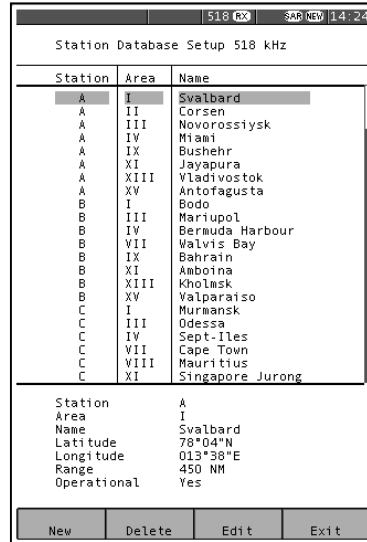 518 RX SAR NEW 14:24
Station Database Setup 518 kHz
Station Area Name
A I Svalbard
A II Corsen
A III Novorossiysk
A IV Miami
A IX Bushehr
A XI Jayapura
A XIII Vladivostok
A XV Antofagusta
B I Bodo
B III Mariupol
B IV Bermuda Harbour
B VII Walvis Bay
B IX Bahrain
B XI Amboina
B XIII Kholmsk
B XV Valparaiso
C I Murmansk
C III Odessa
C IV Sept-Iles
C VII Cape Town
C VIII Mauritius
C XI Singapore Jurong
Station A
Area I
Name Svalbard
Latitude 78°04"N
Longitude 013°38"E
Range 450 NM
Operational Yes
New Delete Edit Exit